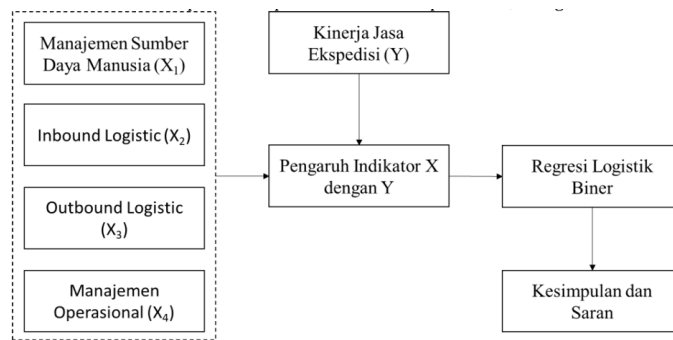 Manajemen Sumber
Daya Manusia (X₁)
Inbound Logistic (X₂)
Outbound Logistic
(X₃)
Manajemen
Operasional (X₄)
Kinerja Jasa
Ekspedisi (Y)
Pengaruh Indikator X
dengan Y
Regresi Logistik
Biner
Kesimpulan dan
Saran